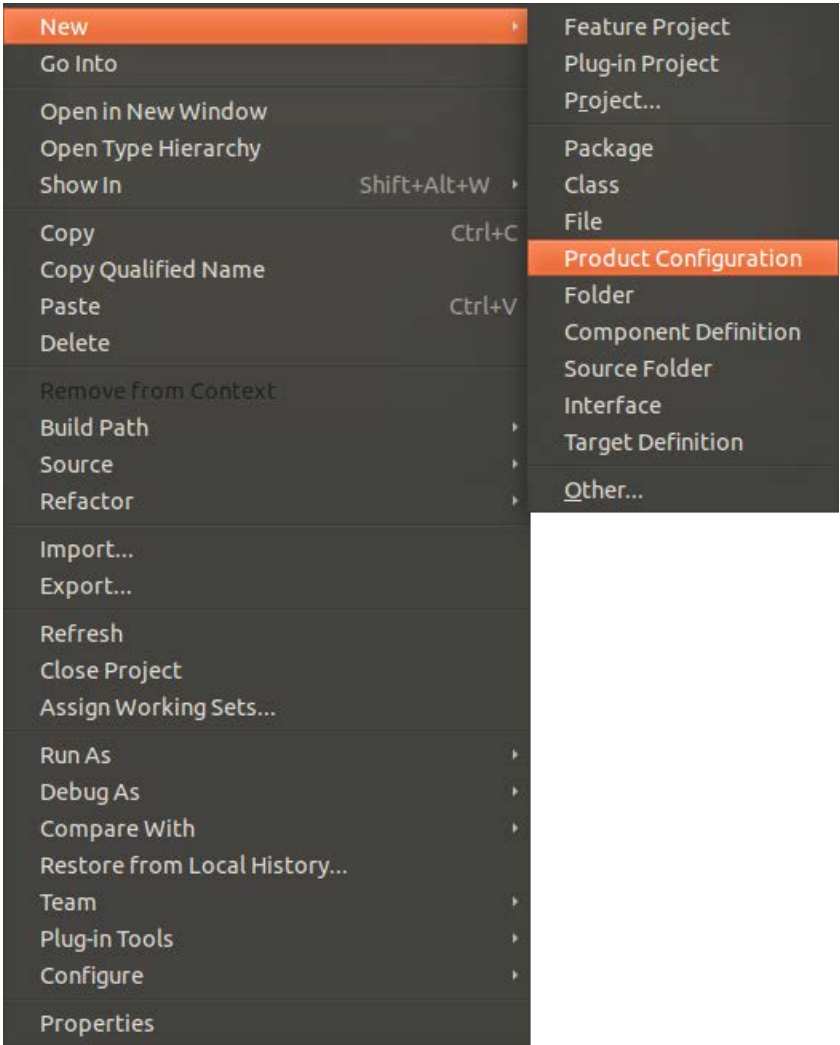 New
Go Into
Open in New Window
Open Type Hierarchy
Show In Shift+Alt+W
Copy Ctrl+C
Copy Qualified Name
Paste Ctrl+V
Delete
Remove from Context
Build Path
Source
Refactor
Import...
Export...
Refresh
Close Project
Assign Working Sets...
Run As
Debug As
Compare With
Restore from Local History...
Team
Plug-in Tools
Configure
Properties
Feature Project
Plug-in Project
Project...
Package
Class
File
Product Configuration
Folder
Component Definition
Source Folder
Interface
Target Definition
Other...